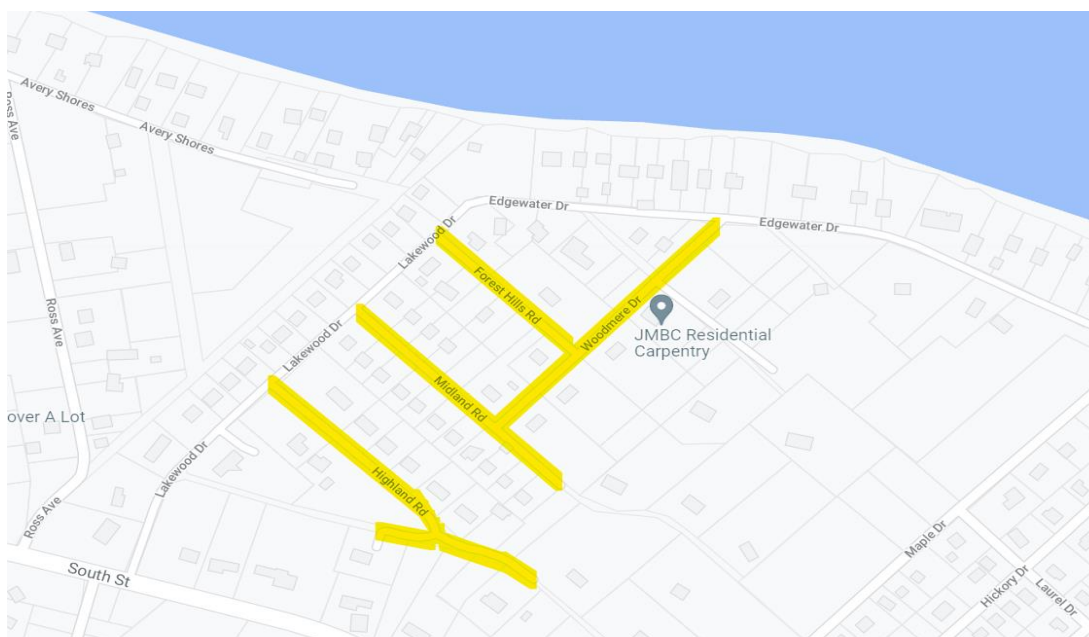 Avery Shores
Avery Shores
Ross Ave
Ross Ave
Ross Ave
Edgewater Dr
Edgewater Dr
Lakewood Dr
Lakewood Dr
Lakewood Dr
Forest Hills Rd
Woodmere Dr
JMBC Residential
Carpentry
Midland Rd
Highland Rd
over A Lot
South St
Maple Dr
Hickory Dr
Laurel Dr